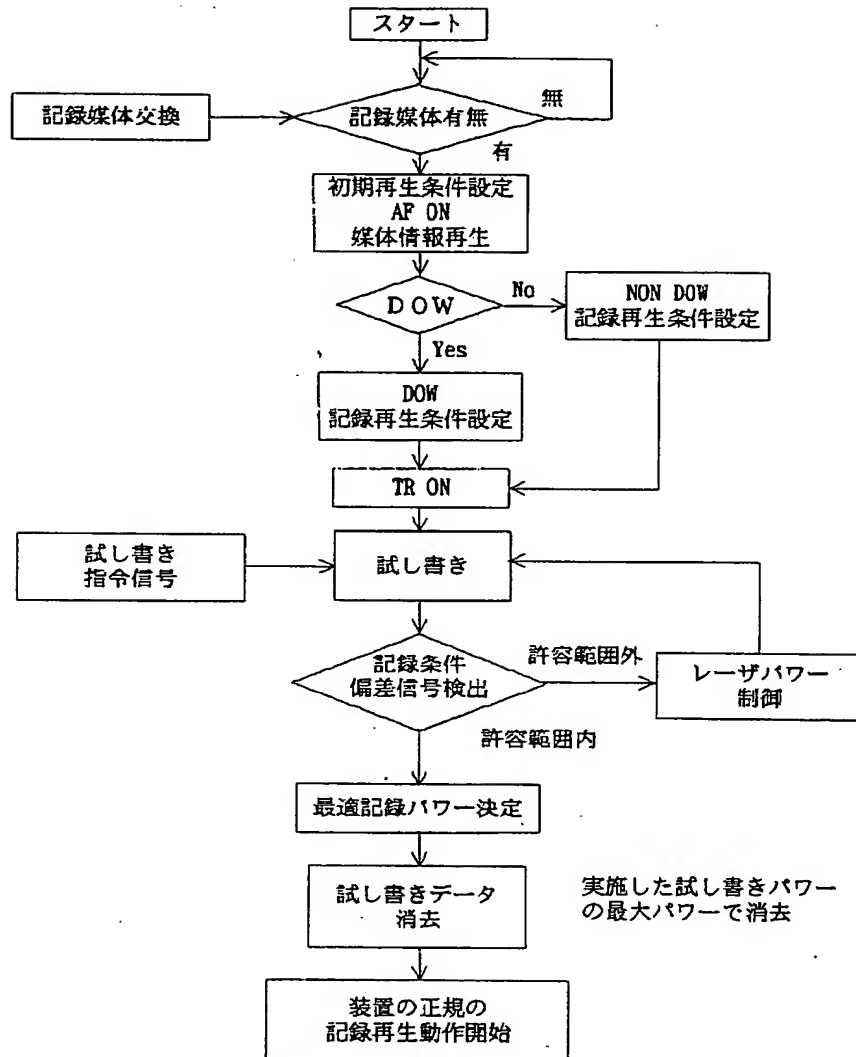 スタート
無
記録媒体交換
記録媒体有無
有
初期再生条件設定
AF ON
媒体情報再生
DOW
No
NON DOW
記録再生条件設定
Yes
DOW
記録再生条件設定
TR ON
試し書き
指令信号
試し書き
記録条件
偏差信号検出
許容範囲外
レーザパワー
制御
許容範囲内
最適記録パワー決定
試し書きデータ
消去
実施した試し書きパワー
の最大パワーで消去
装置の正規の
記録再生動作開始